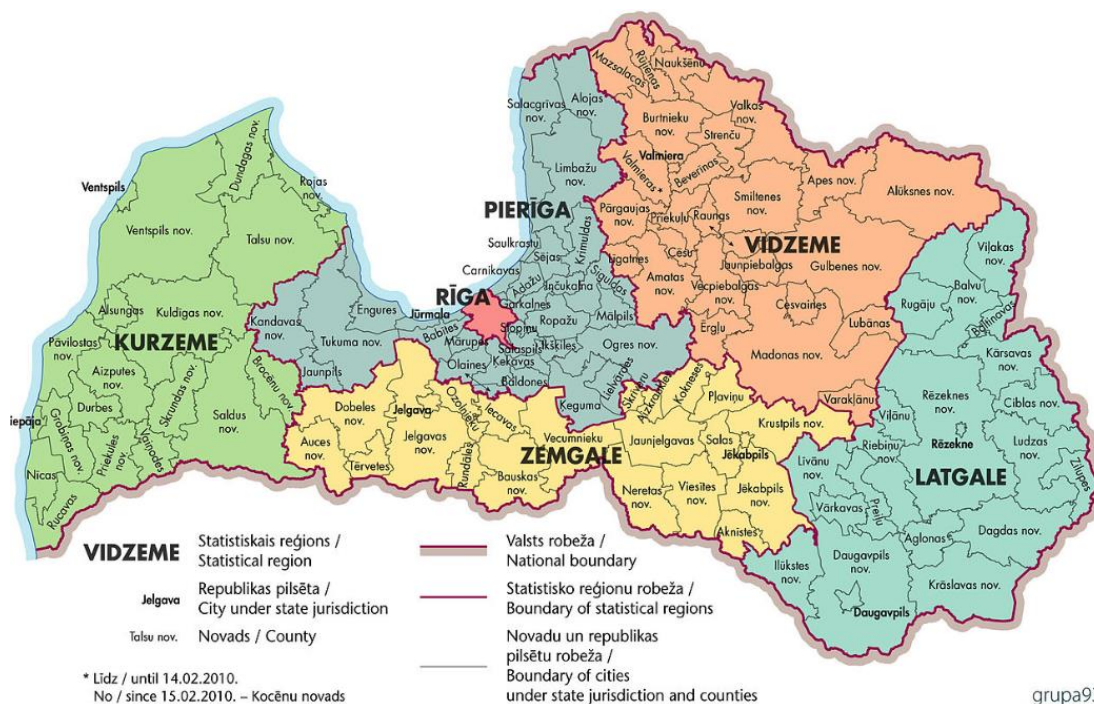 Mazsalacas
Rūjienas
Naukšēnu
Salacgrīvas
Alojas
nov.
Burtnieku
nov.
Valkas
nov.
Strenču
Valmiera
Valmieras *
Beverīnas
Limbažu
nov.
Dundagas nov.
Rojas
nov.
Ventspils
Ventspils nov.
Talsu nov.
PIERĪGA
Pārgaujas
nov.
Priekuļu
Raunas
Smiltenes
nov.
Apes nov.
Alūksnes nov.
VIDZEME
Saulkrastu
Krimuldas
Sējas
Līgatnes
Cēsu
Amatas
nov.
Jaunpiebalgas
Vecpiebalgas
nov.
Gulbenes nov.
Viļakas
nov.
Rugāju
Balvu
nov.
Baltinavas
Carnikavas
Ādažu
Inčukalna
Siguldas
RĪGA
Garkalnes
Jūrmala
Engures
Kandavas
nov.
Tukuma nov.
Jaunpils
Babītes
Mārupes
Olaines
Stopiņu
Ropažu
Mālpils
Salaspils
Ikšķiles
Ķekavas
Baldones
Ogres nov.
Lielvārdes
Ķeguma
Ērgļu
Cesvaines
Lubānas
Madonas nov.
Varakļānu
Alsungas
Kuldīgas nov.
KURZEME
Pāvilostas
nov.
Aizputes
nov.
Durbes
Skrundas nov.
Brocēnu nov.
Saldus
nov.
iepāja
Grobiņas nov.
Priekules
nov.
Vaiņodes
Nīcas
Rucavas
Dobeles
nov.
Auces
nov.
Tērvetes
Jelgava
Jelgavas
nov.
Ozolnieku
Iecavas
Rundāles
Bauskas
nov.
Vecumnieku
ZEMGALE
Skrīveru
Aizkraukles
Kokneses
Pļaviņu
Krustpils nov.
Jaunjelgavas
Salas
Jēkabpils
Neretas
nov.
Viesītes
nov.
Jēkabpils
nov.
Aknīstes
Kārsavas
nov.
Rēzeknes
nov.
Ciblas nov.
Viļānu
Rēzekne
Ludzas
nov.
Zilupes
Riebiņu
nov.
Līvānu
nov.
LATGALE
Vārkavas
Preiļu
Aglonas
Dagdas nov.
Ilūkstes
nov.
Daugavpils
nov.
Krāslavas nov.
Daugavpils
VIDZEME
Statistiskais reģions /
Statistical region
Jelgava
Republikas pilsēta /
City under state jurisdiction
Talsu nov.
Novads / County
* Līdz / until 14.02.2010.
No / since 15.02.2010. – Kocēnu novads
Valsts robeža /
National boundary
Statistisko reģionu robeža /
Boundary of statistical regions
Novadu un republikas
pilsētu robeža /
Boundary of cities
under state jurisdiction and counties
grupa93